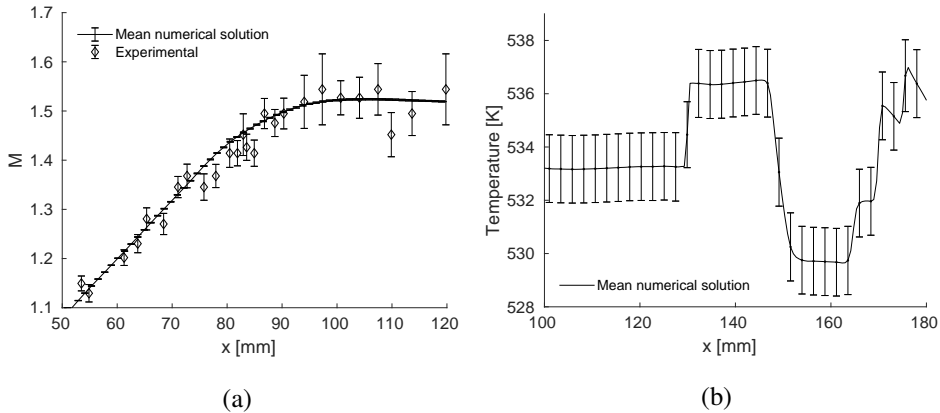 1.7
1.6
1.5
1.4
1.3
1.2
1.1
M
50 60 70 80 90 100 110 120
x [mm]
Mean numerical solution
Experimental
(a)
538
536
534
532
530
528
Temperature [K]
100 120 140 160 180
x [mm]
Mean numerical solution
(b)